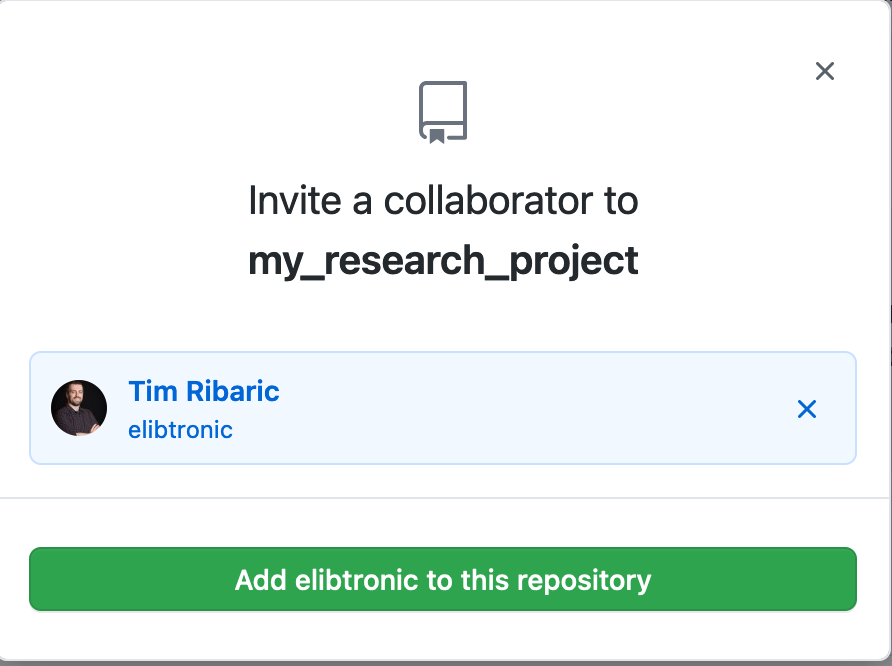 Invite a collaborator to
my_research_project
Tim Ribaric
elibtronic
Add elibtronic to this repository